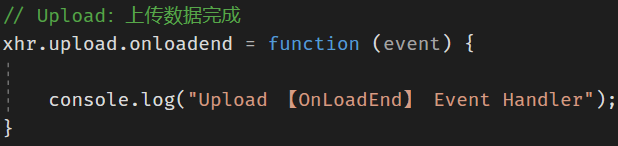 // Upload: 上传数据完成
xhr.upload.onloadend = function (event) {
    console.log("Upload 【OnLoadEnd】 Event Handler");
}